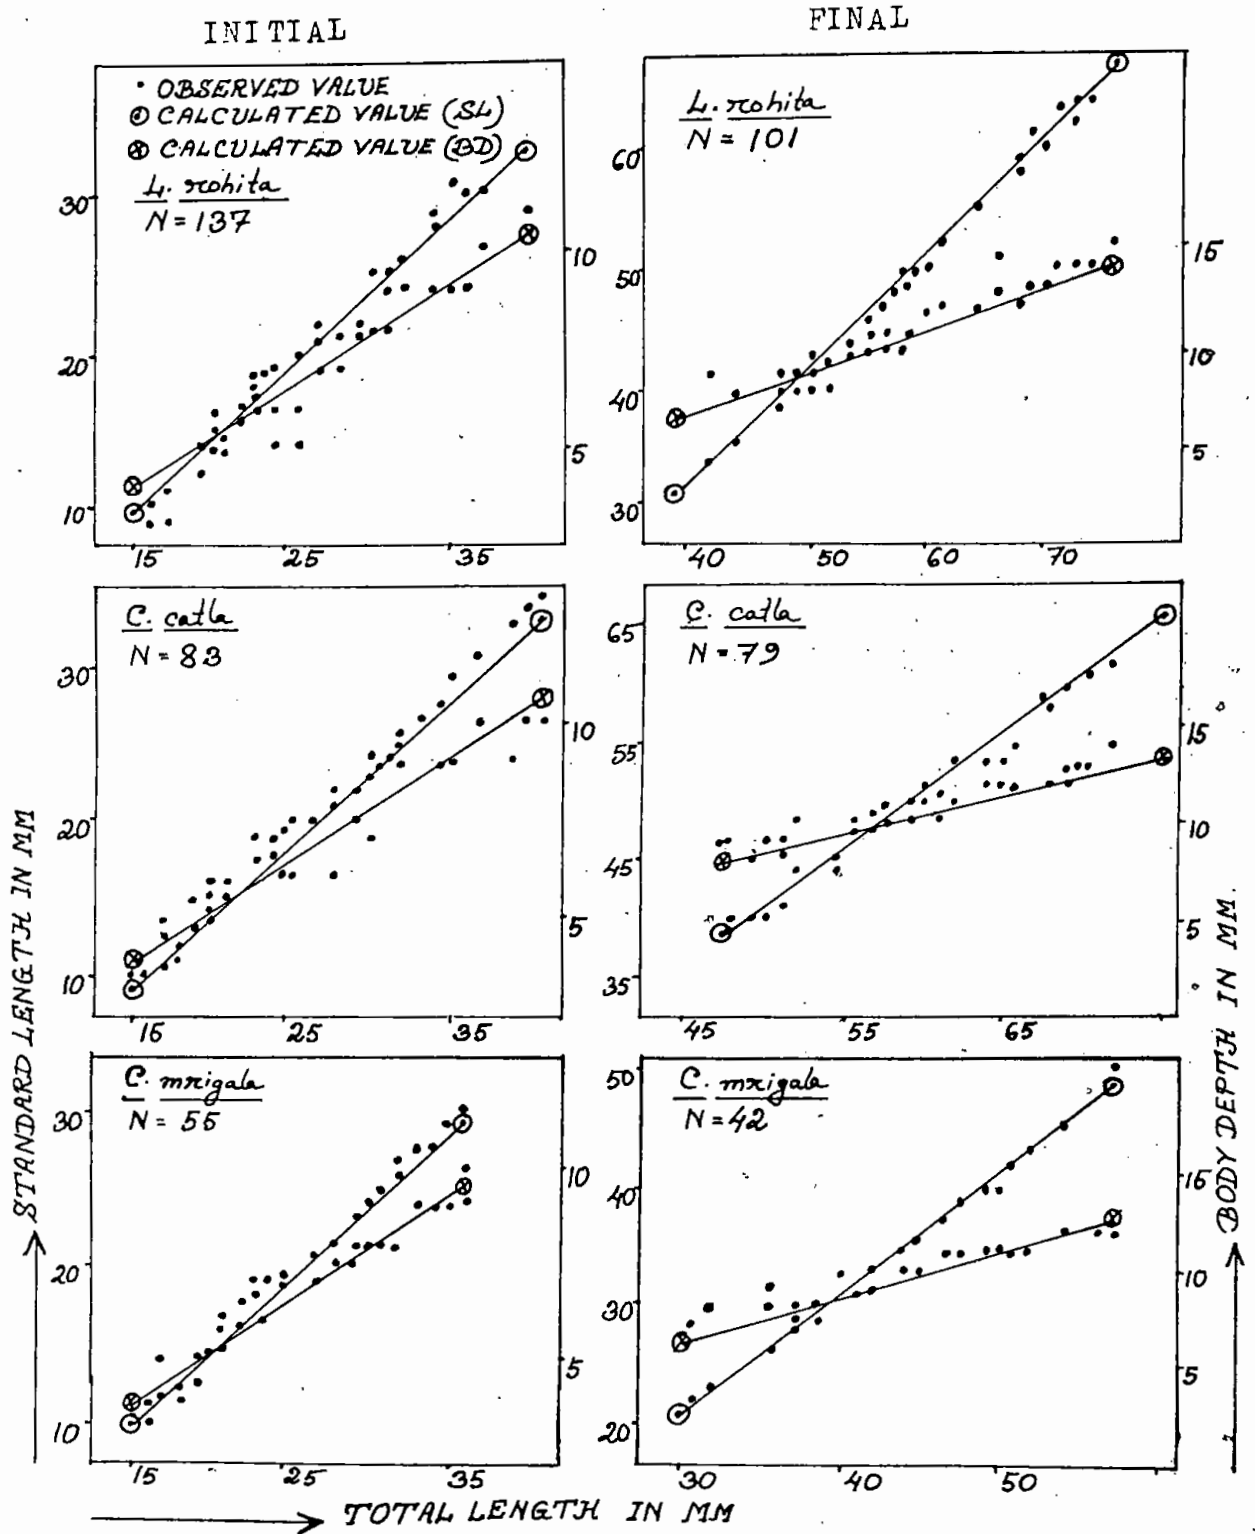 INITIAL
FINAL
• OBSERVED VALUE
⊙ CALCULATED VALUE (SL)
⊗ CALCULATED VALUE (BD)
L. rohita
N = 137
30
20
10
10
5
15 25 35
L. rohita
N = 101
60
50
40
30
15
10
5
40 50 60 70
C. catla
N = 83
30
20
10
10
5
15 25 35
C. catla
N = 79
65
55
45
35
15
10
5
45 55 65
C. mrigala
N = 55
30
20
10
10
5
15 25 35
C. mrigala
N = 42
50
40
30
20
15
10
5
30 40 50
STANDARD LENGTH IN MM
BODY DEPTH IN MM.
TOTAL LENGTH IN MM